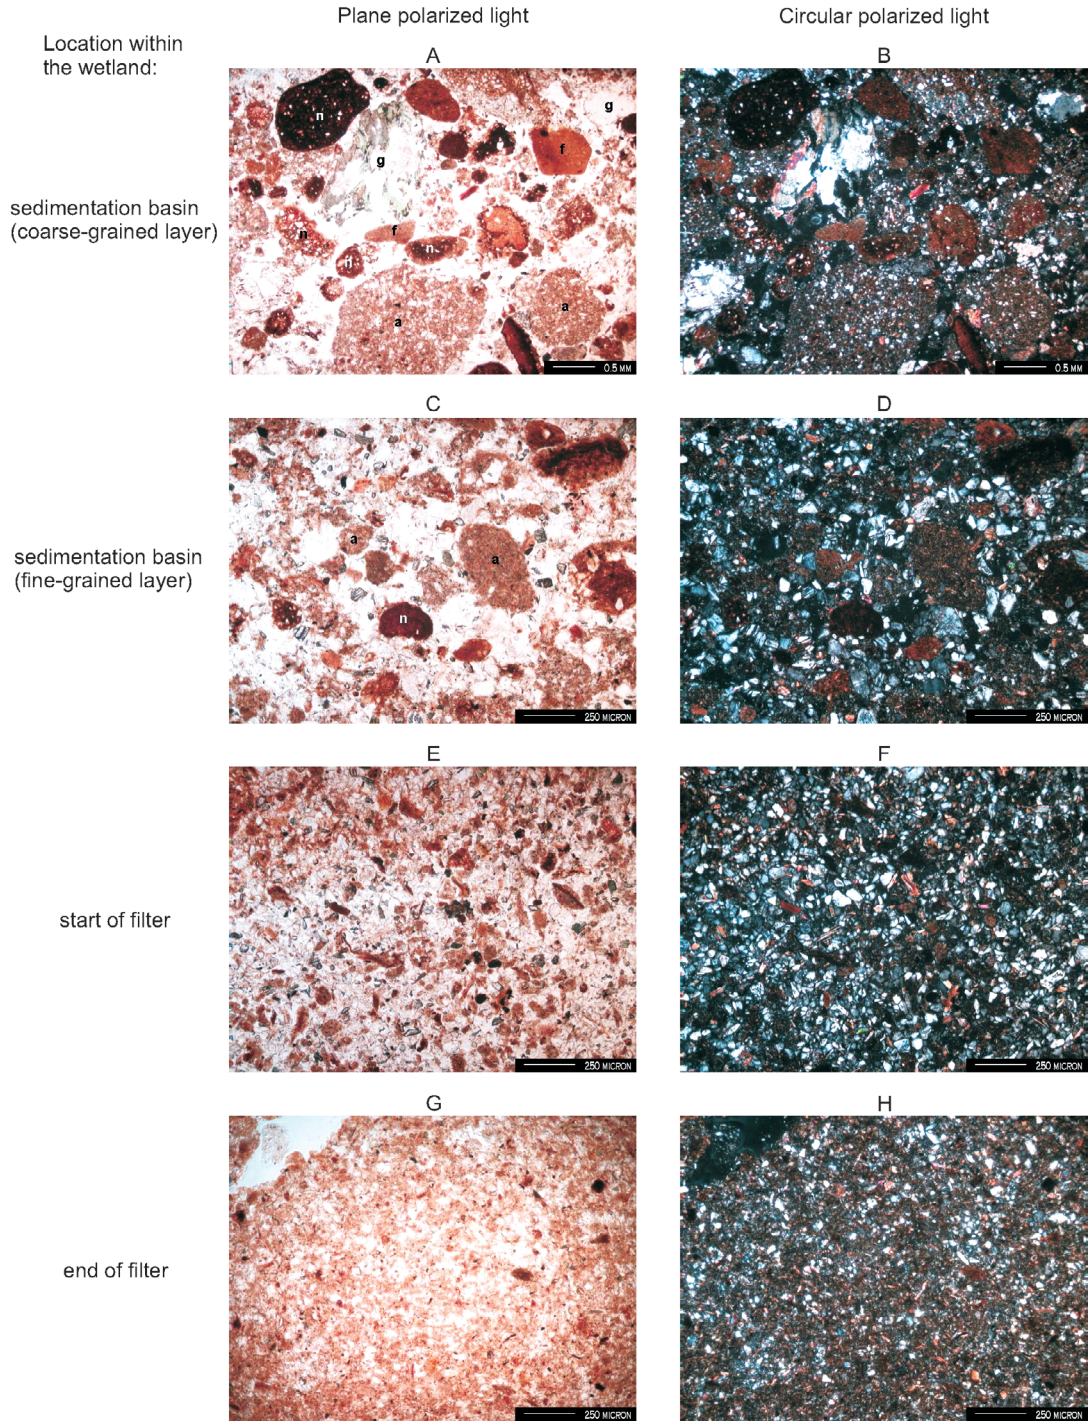 Plane polarized light
Circular polarized light
Location within
the wetland:
A
B
n
g
g
f
n
f
n
n
a
a
0.5 MM
0.5 MM
sedimentation basin
(coarse-grained layer)
C
D
a
a
n
250 MICRON
250 MICRON
sedimentation basin
(fine-grained layer)
E
F
250 MICRON
250 MICRON
start of filter
G
H
250 MICRON
250 MICRON
end of filter